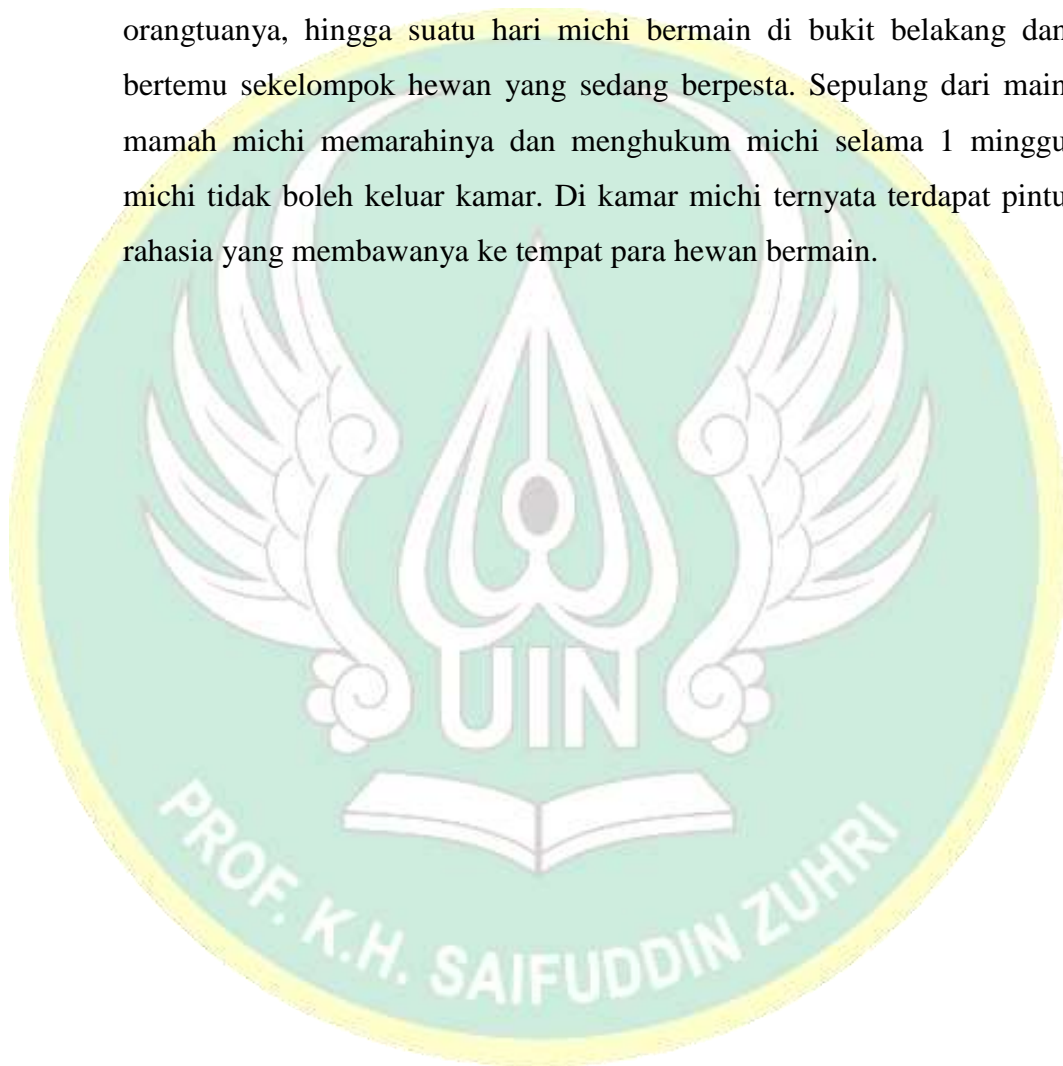 orangtuanya, hingga suatu hari michi bermain di bukit belakang dan
bertemu sekelompok hewan yang sedang berpesta. Sepulang dari main
mamah michi memarahinya dan menghukum michi selama 1 minggu
michi tidak boleh keluar kamar. Di kamar michi ternyata terdapat pintu
rahasia yang membawanya ke tempat para hewan bermain.
UIN
PROF. K.H. SAIFUDDIN ZUHRI